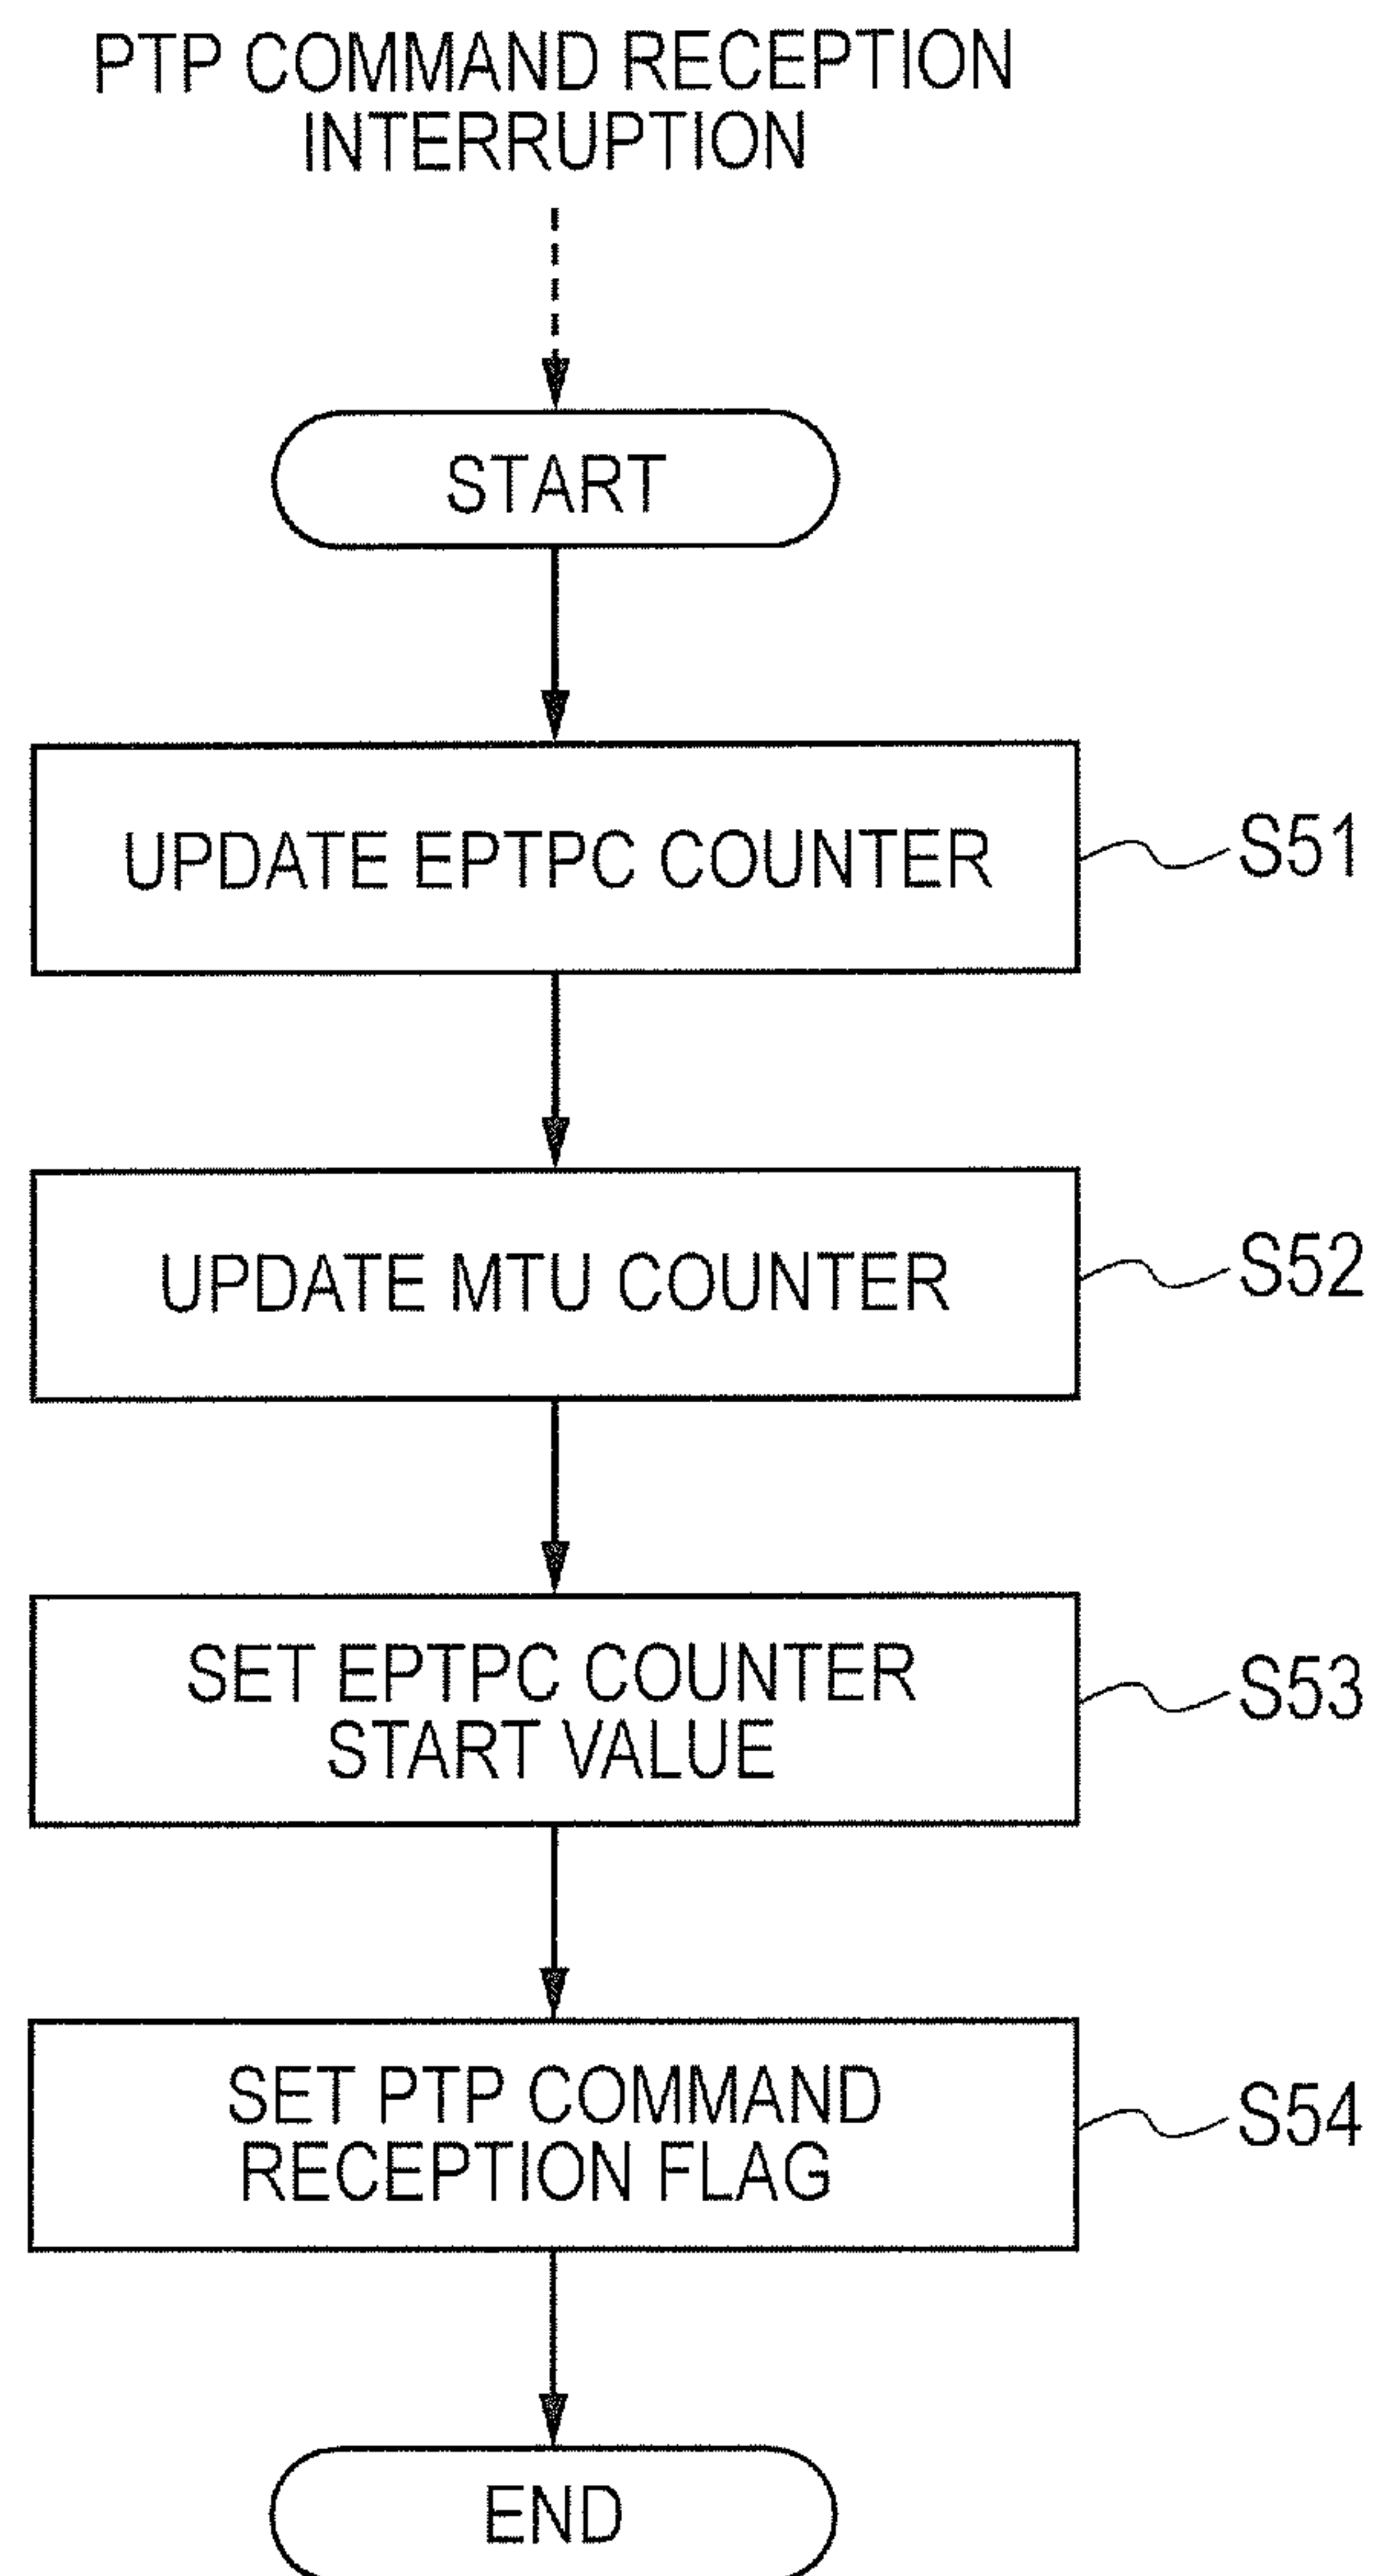 PTP COMMAND RECEPTION
INTERRUPTION
START
UPDATE EPTPC COUNTER
S51
UPDATE MTU COUNTER
S52
SET EPTPC COUNTER
START VALUE
S53
SET PTP COMMAND
RECEPTION FLAG
S54
END